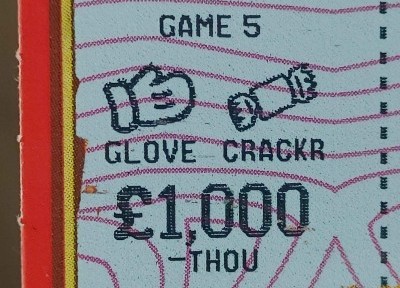 GAME 5
GLOVE CRACKR
£1,000
-THOU